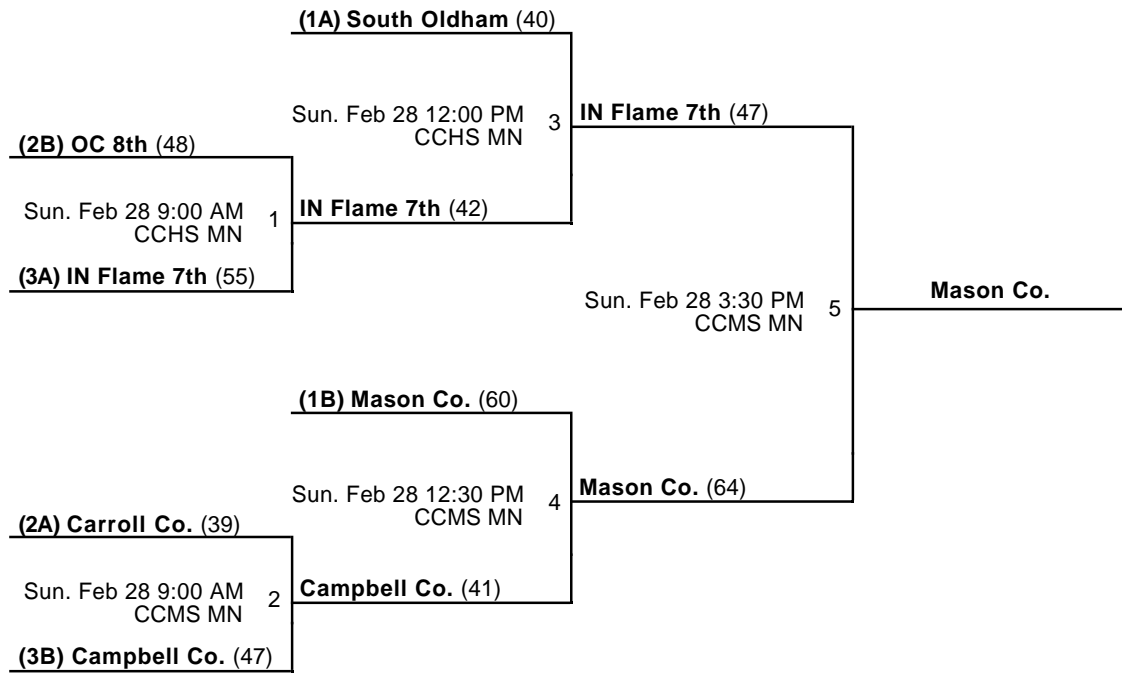 (1A) South Oldham (40)
Sun. Feb 28 12:00 PM
CCHS MN
3
IN Flame 7th (47)
(2B) OC 8th (48)
Sun. Feb 28 9:00 AM
CCHS MN
1
IN Flame 7th (42)
(3A) IN Flame 7th (55)
Sun. Feb 28 3:30 PM
CCMS MN
5
Mason Co.
(1B) Mason Co. (60)
Sun. Feb 28 12:30 PM
CCMS MN
4
Mason Co. (64)
(2A) Carroll Co. (39)
Sun. Feb 28 9:00 AM
CCMS MN
2
Campbell Co. (41)
(3B) Campbell Co. (47)